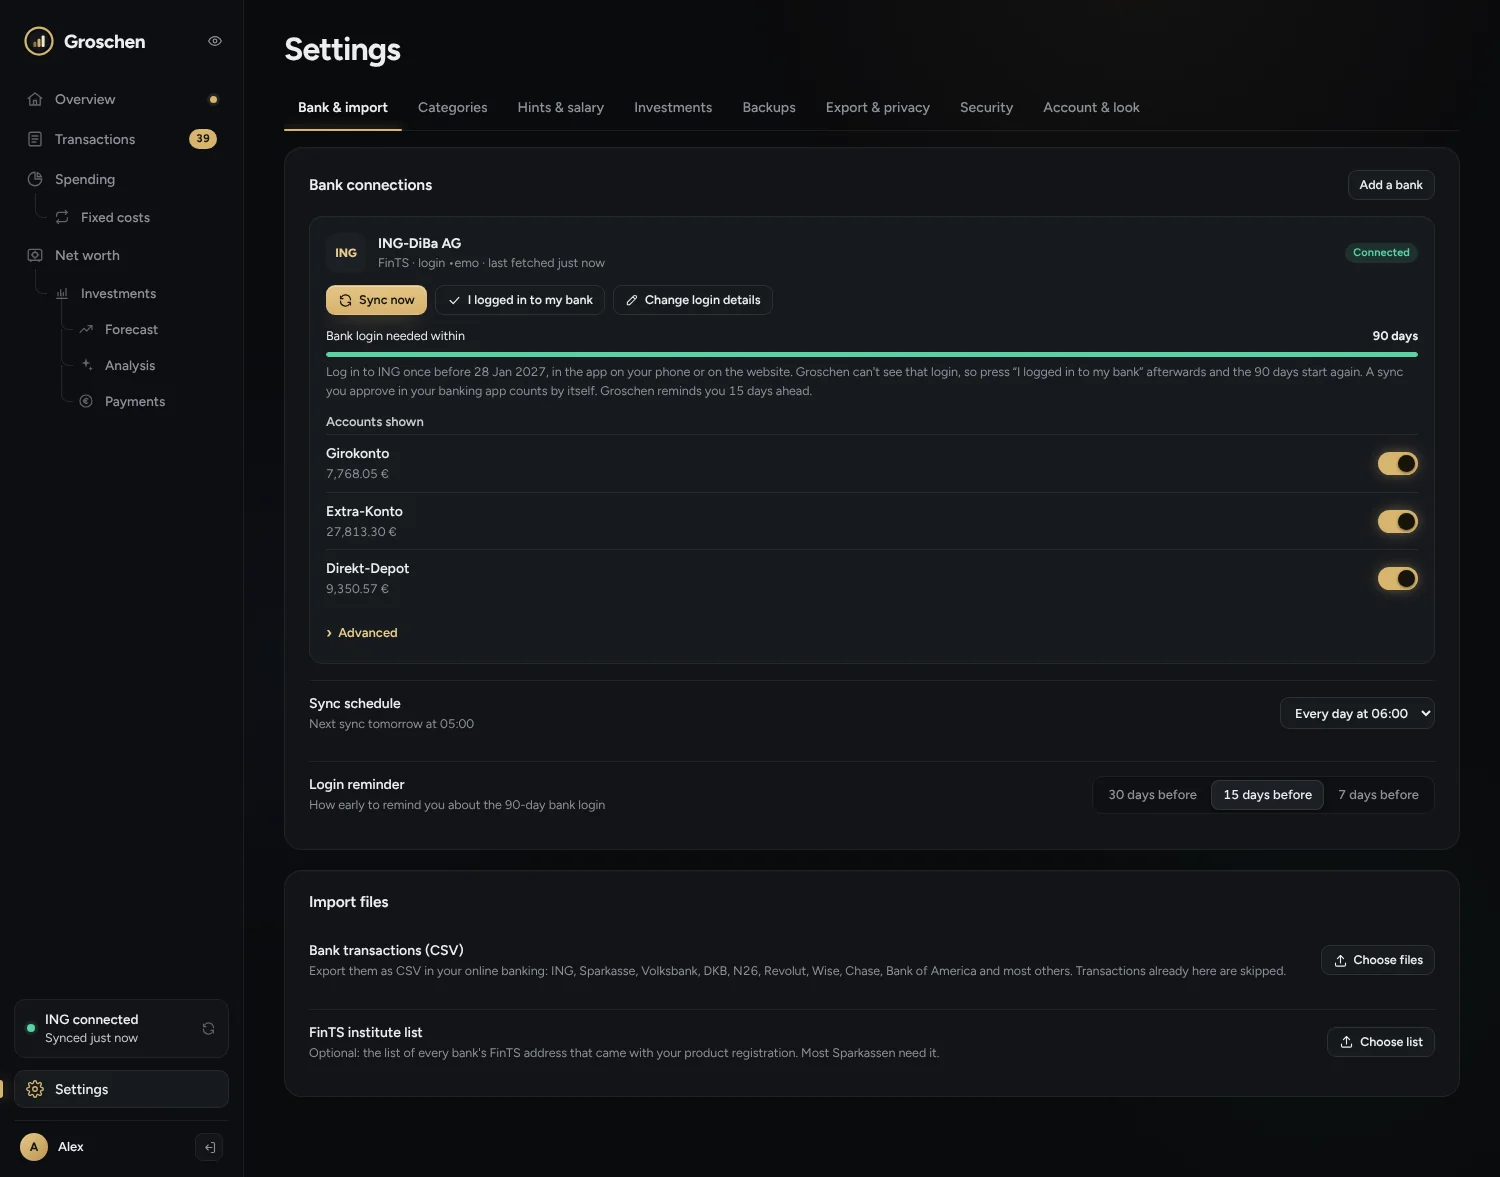 Groschen
Overview
Transactions 39
Spending
Fixed costs
Net worth
Investments
Forecast
Analysis
Payments
ING connected
Synced just now
Settings
A Alex
Settings
Bank & import Categories Hints & salary Investments Backups Export & privacy Security Account & look
Bank connections
Add a bank
ING
ING-DiBa AG
FinTS · login •emo · last fetched just now
Connected
Sync now I logged in to my bank Change login details
Bank login needed within 90 days
Log in to ING once before 28 Jan 2027, in the app on your phone or on the website. Groschen can't see that login, so press “I logged in to my bank” afterwards and the 90 days start again. A sync
you approve in your banking app counts by itself. Groschen reminds you 15 days ahead.
Accounts shown
Girokonto
7,768.05 €
Extra-Konto
27,813.30 €
Direkt-Depot
9,350.57 €
› Advanced
Sync schedule
Next sync tomorrow at 05:00
Every day at 06:00
Login reminder
How early to remind you about the 90-day bank login
30 days before 15 days before 7 days before
Import files
Bank transactions (CSV)
Export them as CSV in your online banking: ING, Sparkasse, Volksbank, DKB, N26, Revolut, Wise, Chase, Bank of America and most others. Transactions already here are skipped.
Choose files
FinTS institute list
Optional: the list of every bank's FinTS address that came with your product registration. Most Sparkassen need it.
Choose list